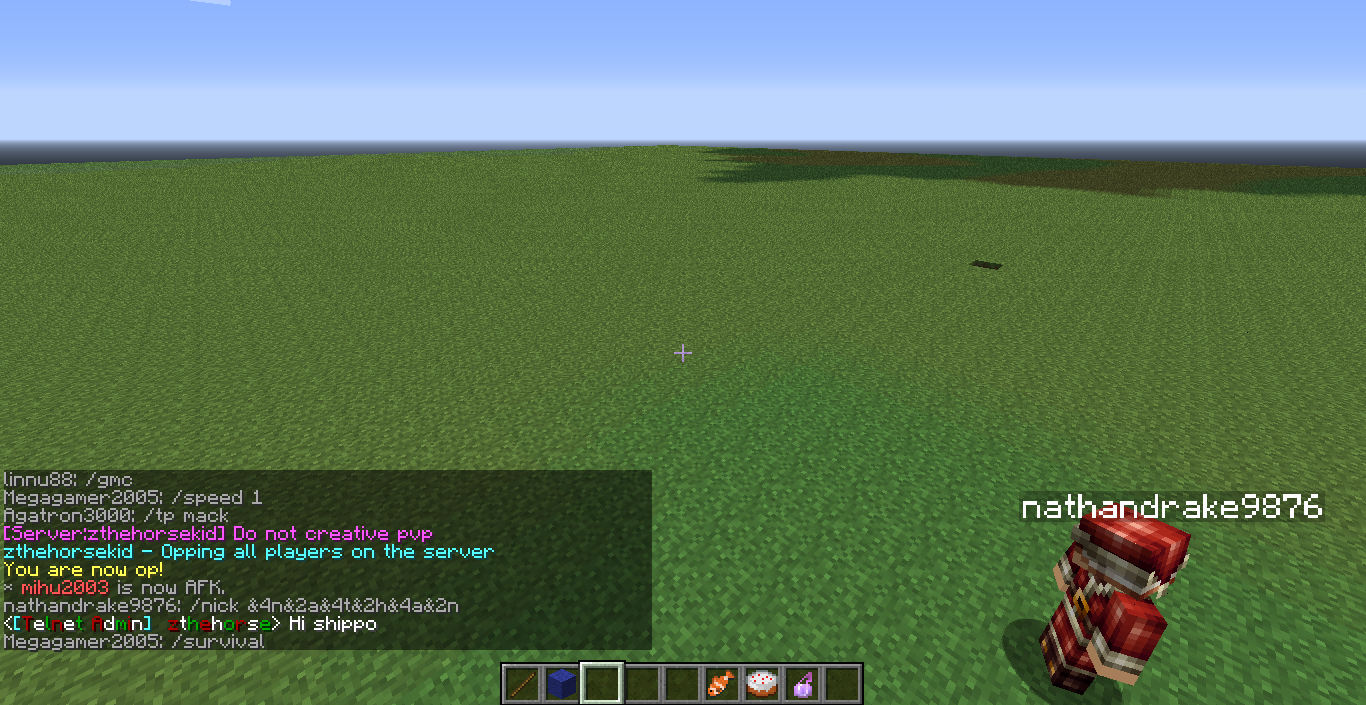 linnu88: /gmc
Megagamer2005: /speed 1
Agatron3000: /tp mack
[Server:zthehorsekid] Do not creative pvp
zthehorsekid - Opping all players on the server
You are now op!
* mihu2003 is now AFK.
nathandrake9876: /nick &4n&2a&4t&2h&4a&2n
<[Telnet Admin] zthehorse> Hi shippo
Megagamer2005: /survival
nathandrake9876